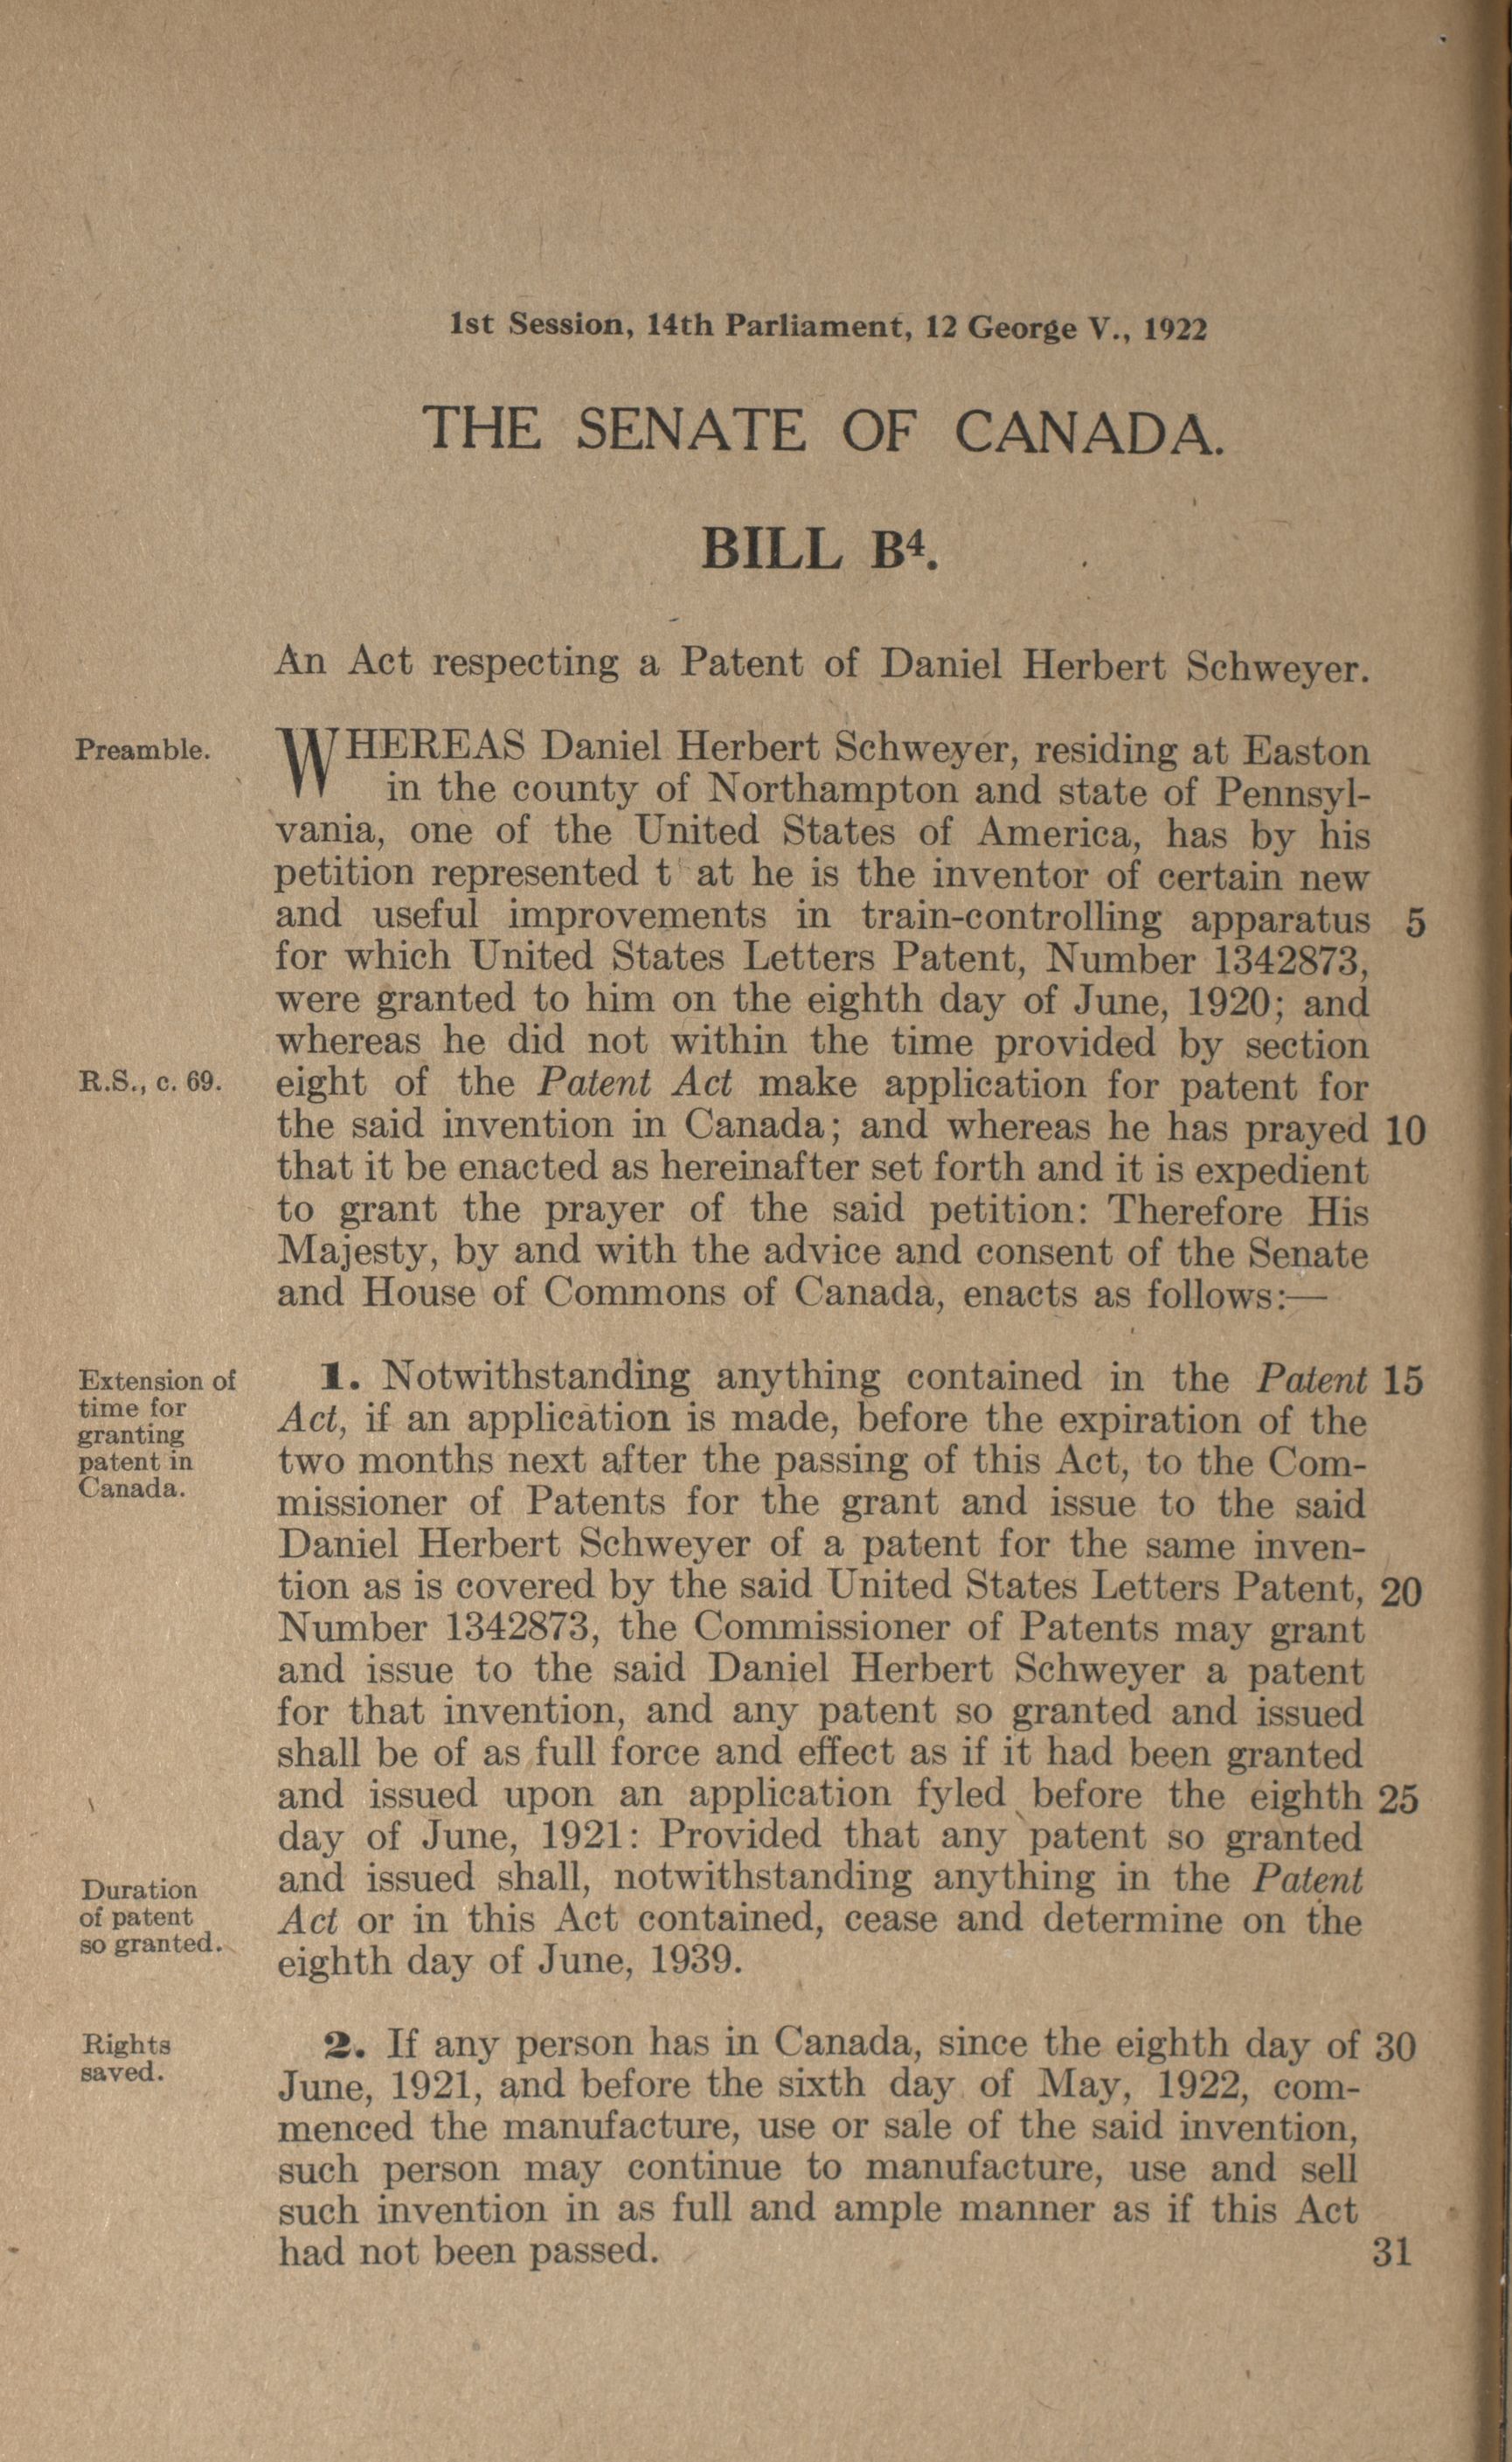 1st Session, 14th Parliament, 12 George V., 1922
THE SENATE OF CANADA.
BILL B⁴.
An Act respecting a Patent of Daniel Herbert Schweyer.
Preamble.
WHEREAS Daniel Herbert Schweyer, residing at Easton
in the county of Northampton and state of Pennsyl-
vania, one of the United States of America, has by his
petition represented t at he is the inventor of certain new
and useful improvements in train-controlling apparatus 5
for which United States Letters Patent, Number 1342873,
were granted to him on the eighth day of June, 1920; and
whereas he did not within the time provided by section
R.S., c. 69.
eight of the Patent Act make application for patent for
the said invention in Canada; and whereas he has prayed 10
that it be enacted as hereinafter set forth and it is expedient
to grant the prayer of the said petition: Therefore His
Majesty, by and with the advice and consent of the Senate
and House of Commons of Canada, enacts as follows:—
Extension of
time for
granting
patent in
Canada.
1. Notwithstanding anything contained in the Patent 15
Act, if an application is made, before the expiration of the
two months next after the passing of this Act, to the Com-
missioner of Patents for the grant and issue to the said
Daniel Herbert Schweyer of a patent for the same inven-
tion as is covered by the said United States Letters Patent, 20
Number 1342873, the Commissioner of Patents may grant
and issue to the said Daniel Herbert Schweyer a patent
for that invention, and any patent so granted and issued
shall be of as full force and effect as if it had been granted
and issued upon an application fyled before the eighth 25
day of June, 1921: Provided that any patent so granted
and issued shall, notwithstanding anything in the Patent
Act or in this Act contained, cease and determine on the
eighth day of June, 1939.
Duration
of patent
so granted.
Rights
saved.
2. If any person has in Canada, since the eighth day of 30
June, 1921, and before the sixth day of May, 1922, com-
menced the manufacture, use or sale of the said invention,
such person may continue to manufacture, use and sell
such invention in as full and ample manner as if this Act
had not been passed. 31